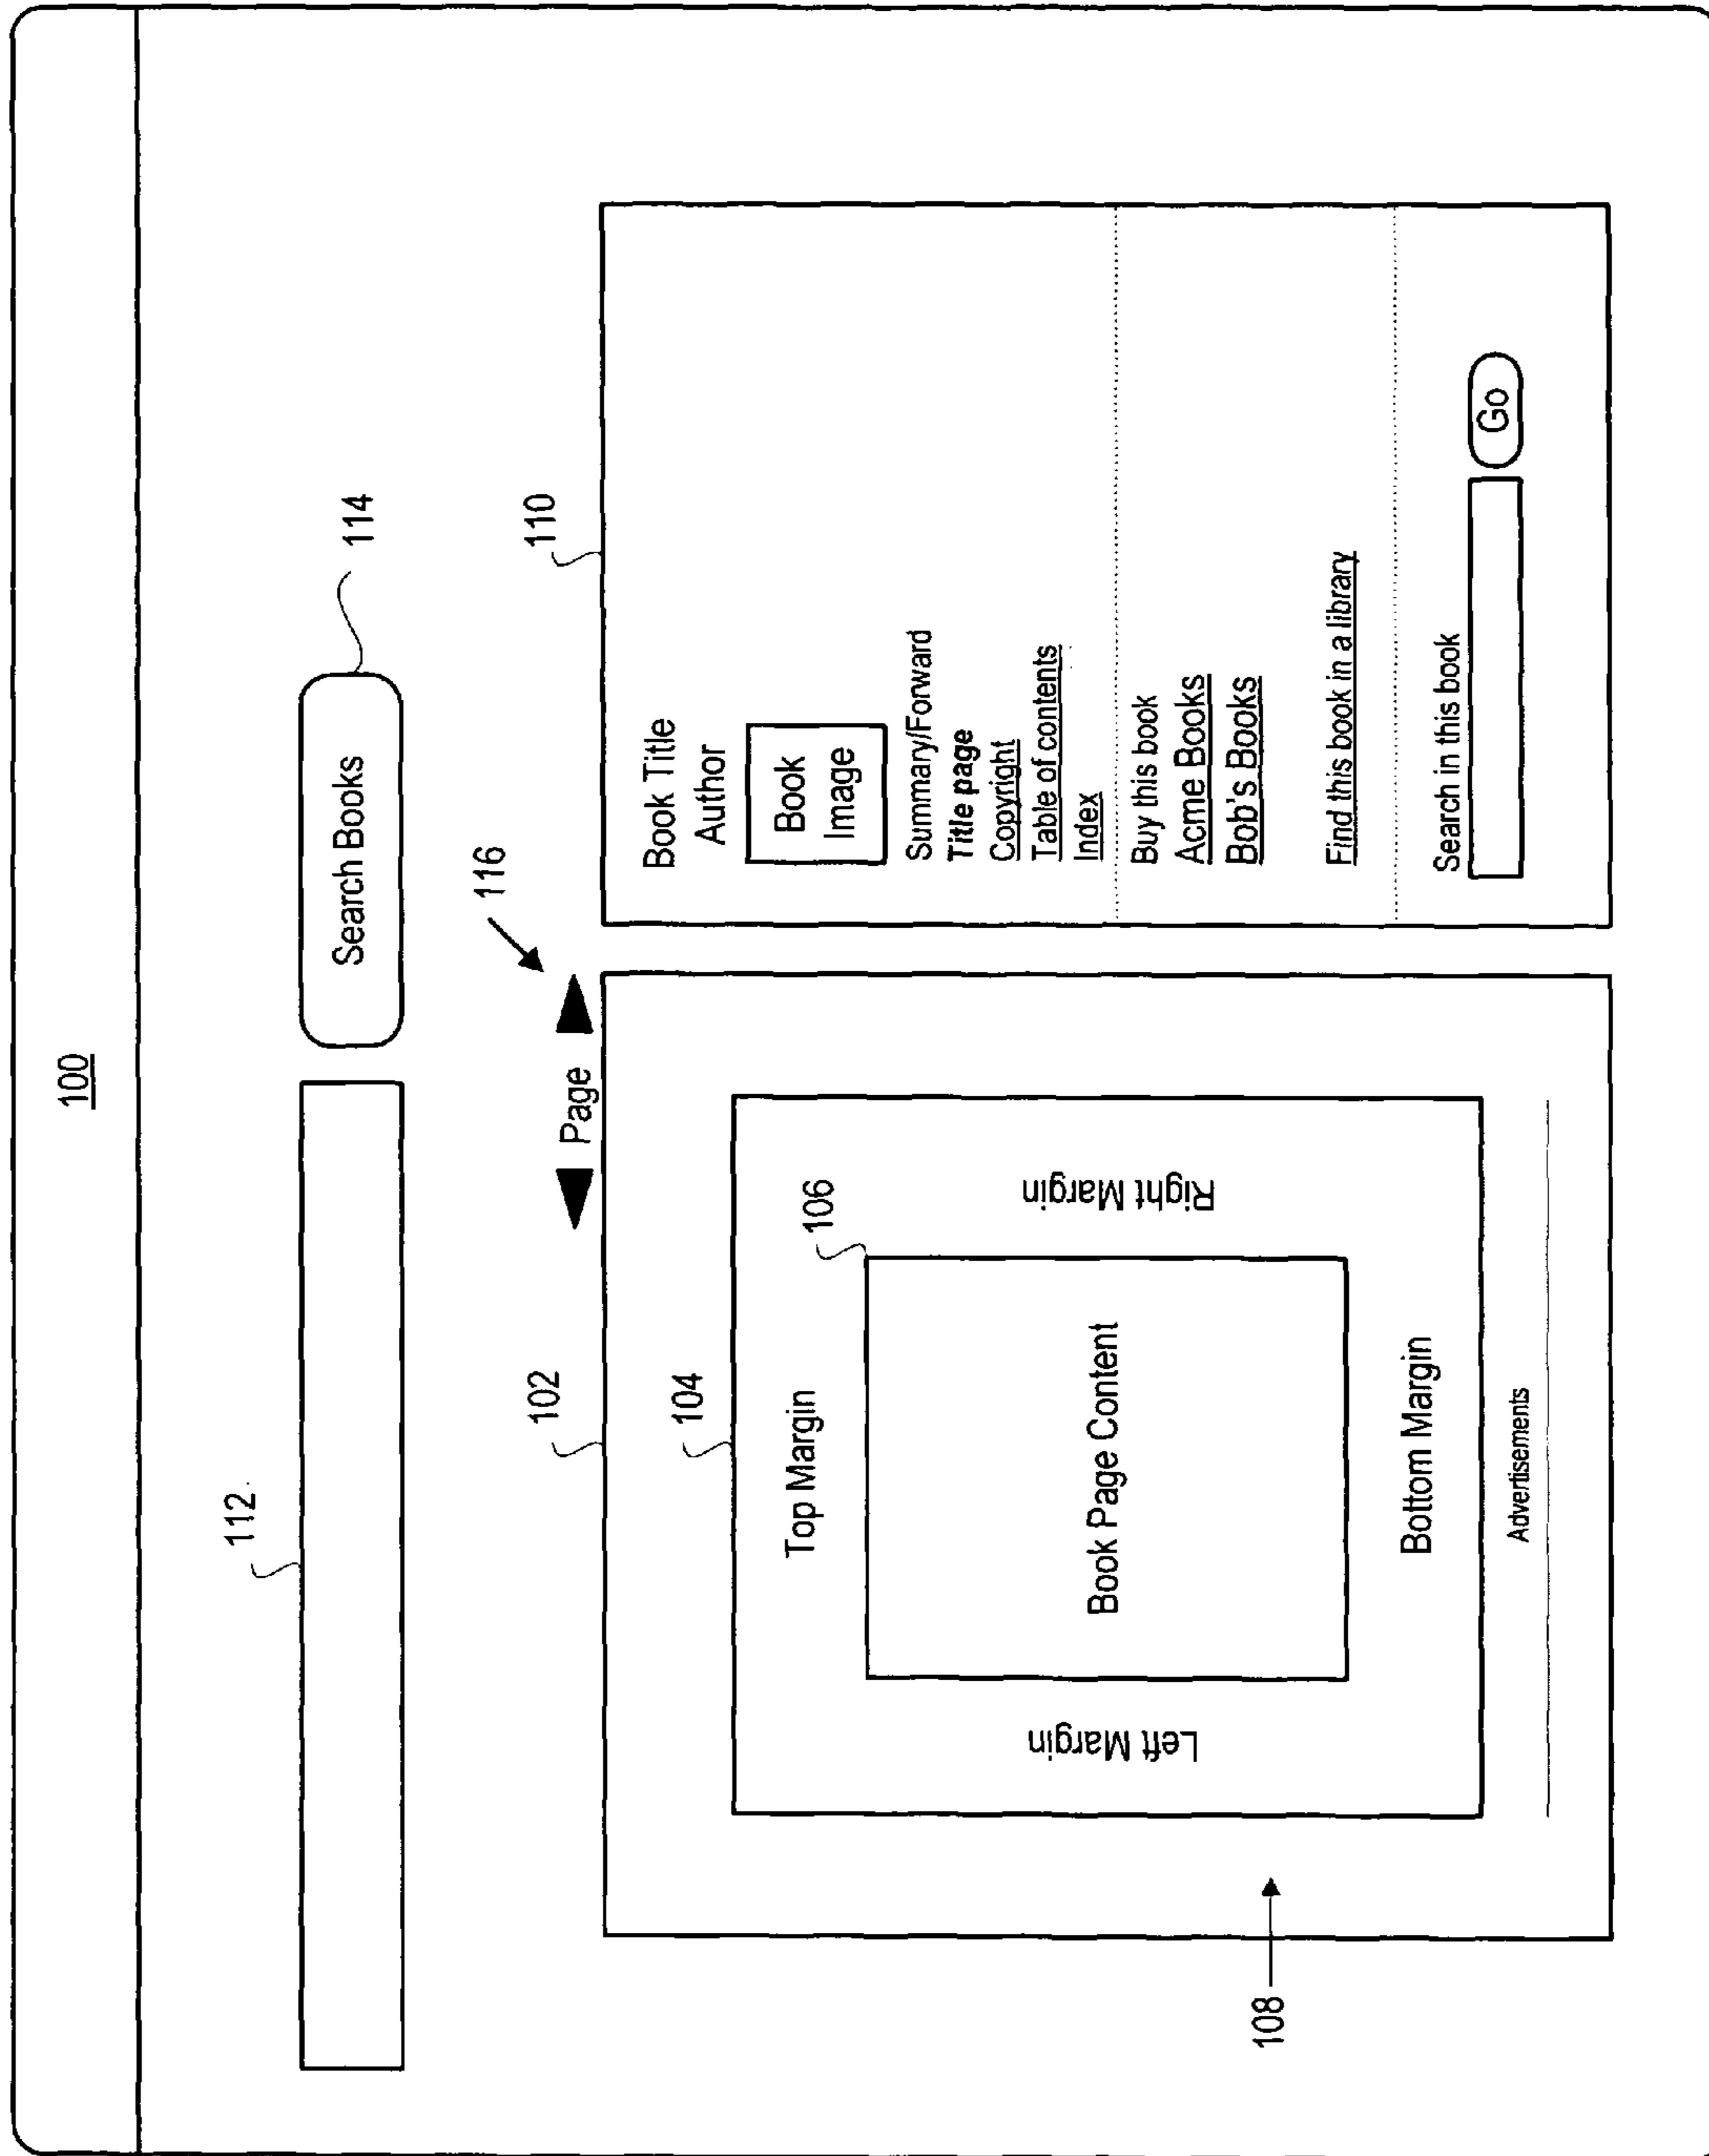 100
112
Search Books
114
116
102
Page
110
104
Top Margin
106
Left Margin
Book Page Content
Right Margin
Bottom Margin
Advertisements
108
Book Title
Author
Book
Image
Summary/Forward
Title page
Copyright
Table of contents
Index
Buy this book
Acme Books
Bob's Books
Find this book in a library
Search in this book
Go